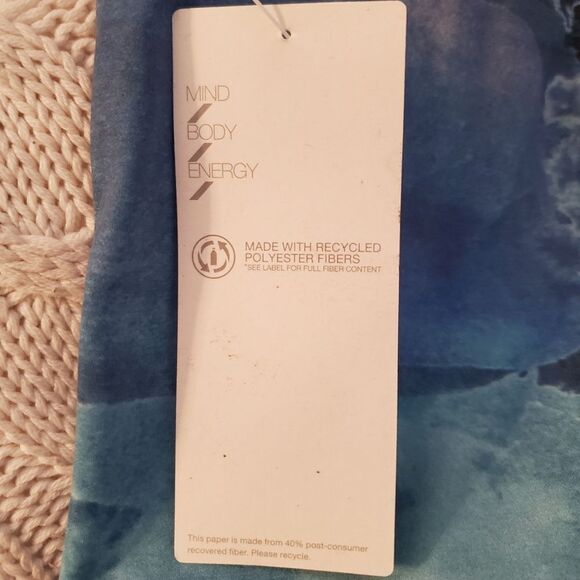 MIND
BODY
ENERGY
MADE WITH RECYCLED
POLYESTER FIBERS
*SEE LABEL FOR FULL FIBER CONTENT
This paper is made from 40% post-consumer
recovered fiber. Please recycle.